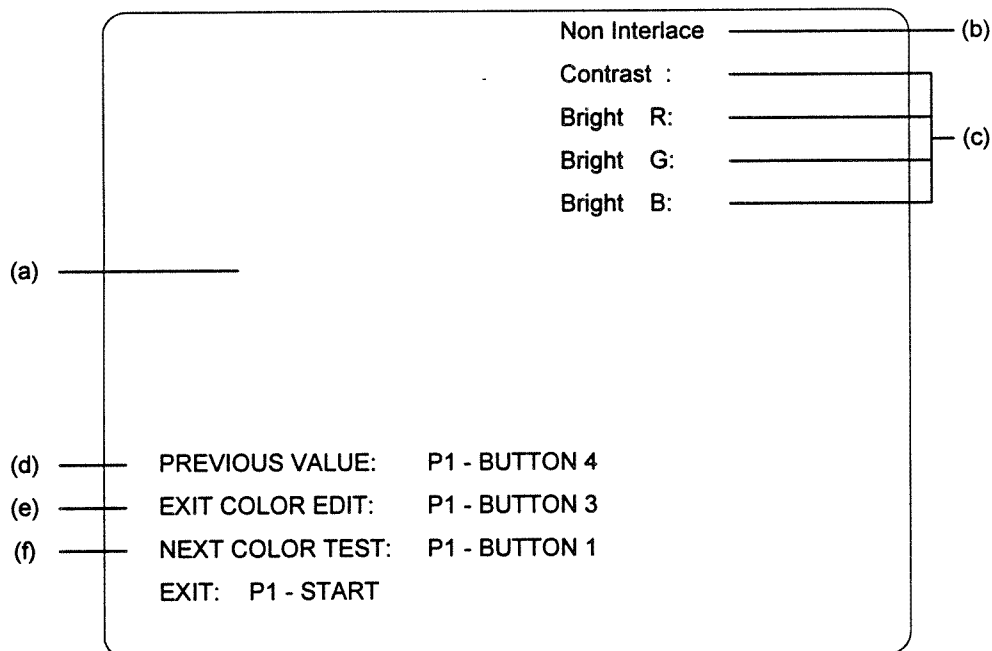 Non Interlace (b)
Contrast :
Bright R:
(c)
Bright G:
Bright B:
(a)
(d) PREVIOUS VALUE: P1 - BUTTON 4
(e) EXIT COLOR EDIT: P1 - BUTTON 3
(f) NEXT COLOR TEST: P1 - BUTTON 1
EXIT: P1 - START